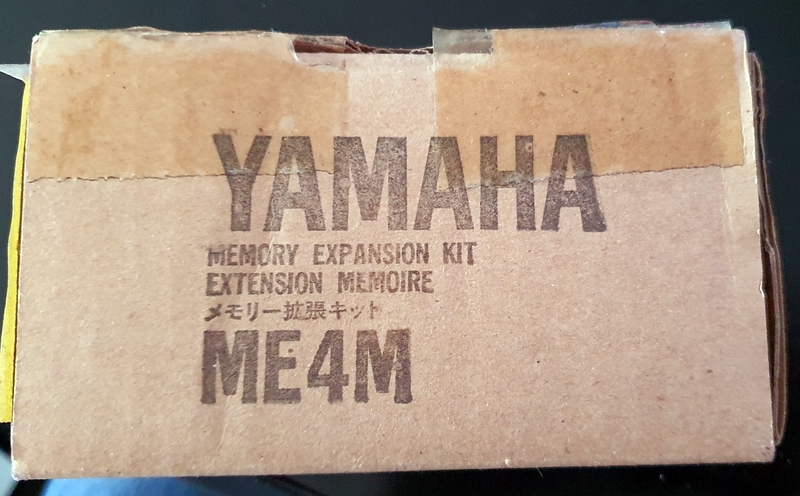 YAMAHA
MEMORY EXPANSION KIT
EXTENSION MEMOIRE
メモリー拡張キット
ME4M